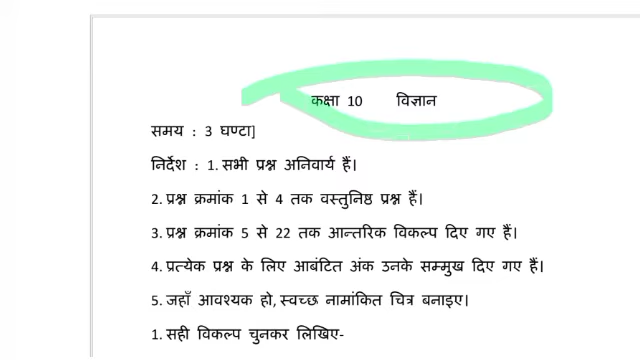 कक्षा 10 विज्ञान
समय : 3 घण्टा]
निर्देश : 1. सभी प्रश्न अनिवार्य हैं।
2. प्रश्न क्रमांक 1 से 4 तक वस्तुनिष्ठ प्रश्न हैं।
3. प्रश्न क्रमांक 5 से 22 तक आन्तरिक विकल्प दिए गए हैं।
4. प्रत्येक प्रश्न के लिए आबंटित अंक उनके सम्मुख दिए गए हैं।
5. जहाँ आवश्यक हो, स्वच्छ नामांकित चित्र बनाइए।
1. सही विकल्प चुनकर लिखिए-